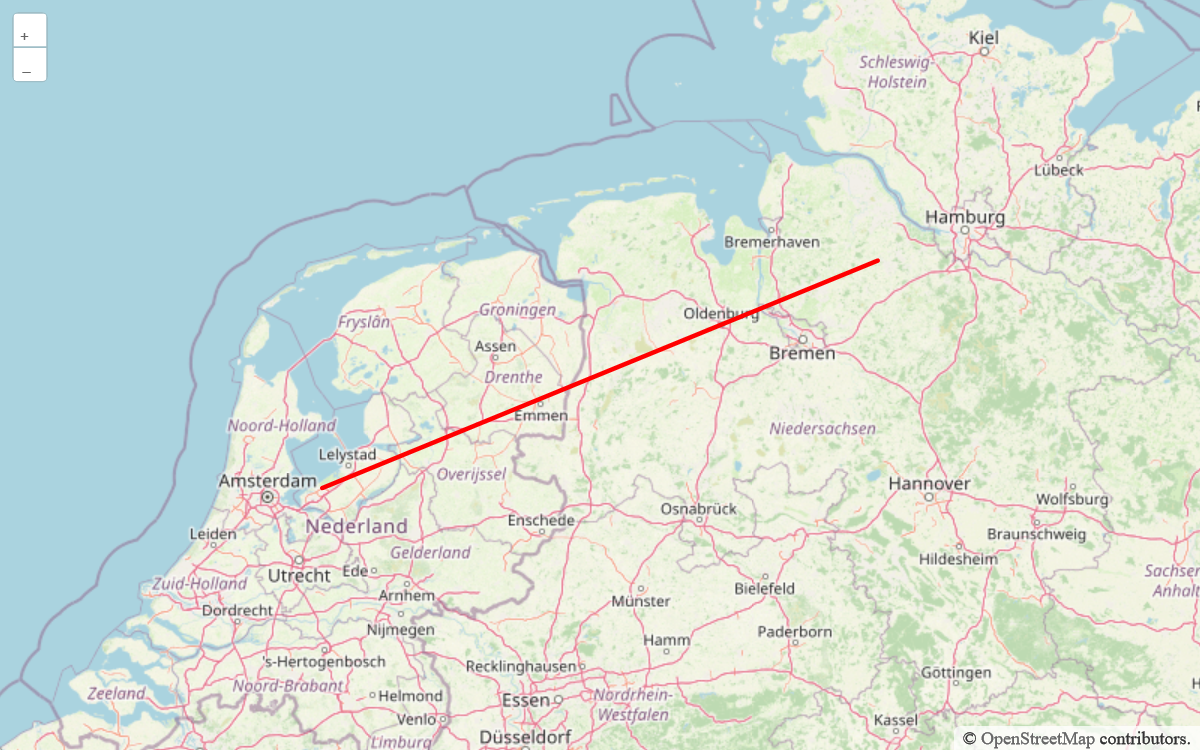 +
−
Kiel
Schleswig-
Holstein
Lübeck
Hamburg
Bremerhaven
Groningen
Fryslân
Oldenburg
Assen
Bremen
Drenthe
Emmen
Noord-Holland
Niedersachsen
Lelystad
Overijssel
Amsterdam
Hannover
Wolfsburg
Osnabrück
Enschede
Nederland
Leiden
Braunschweig
Gelderland
Hildesheim
Utrecht
Ede
Sachsen-
Anhalt
Zuid-Holland
Arnhem
Bielefeld
Münster
Dordrecht
Nijmegen
Paderborn
Hamm
's-Hertogenbosch
Recklinghausen
Göttingen
Zeeland
Noord-Brabant
Helmond
Essen
Nordrhein-
Westfalen
Venlo
Kassel
Limburg
Düsseldorf
© OpenStreetMap contributors.